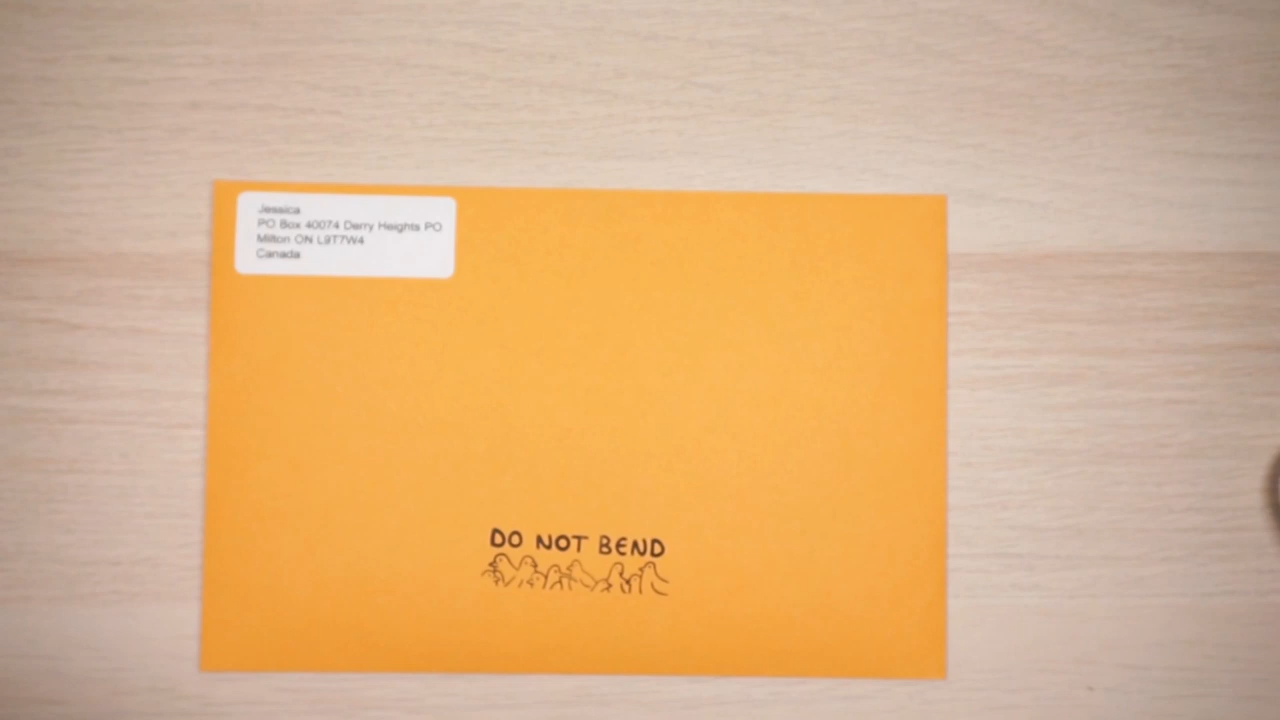 Jessica
PO Box 40074 Derry Heights PO
Milton ON L9T7W4
Canada
DO NOT BEND